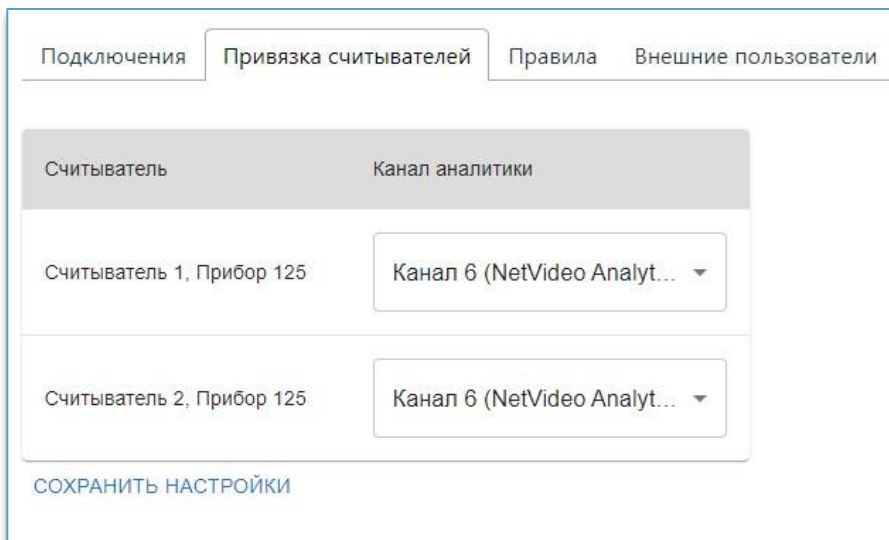 Подключения Привязка считывателей Правила Внешние пользователи
Считыватель Канал аналитики
Считыватель 1, Прибор 125 Канал 6 (NetVideo Analyt...
Считыватель 2, Прибор 125 Канал 6 (NetVideo Analyt...
СОХРАНИТЬ НАСТРОЙКИ